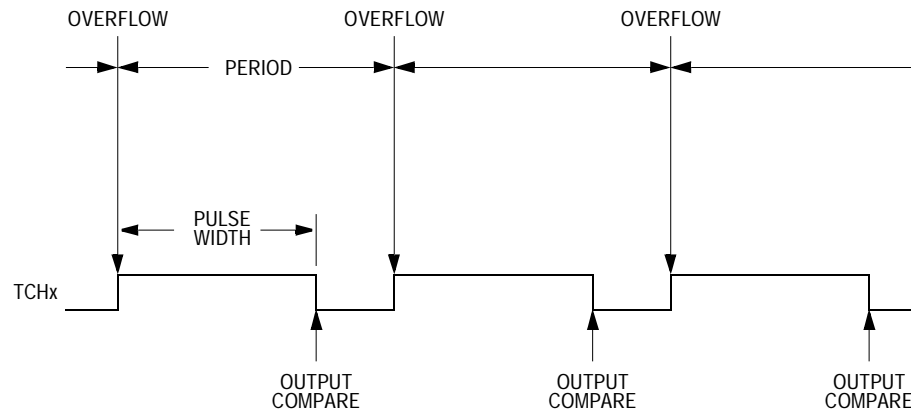 OVERFLOW OVERFLOW OVERFLOW
PERIOD
PULSE
WIDTH
TCHx
OUTPUT
COMPARE
OUTPUT
COMPARE
OUTPUT
COMPARE